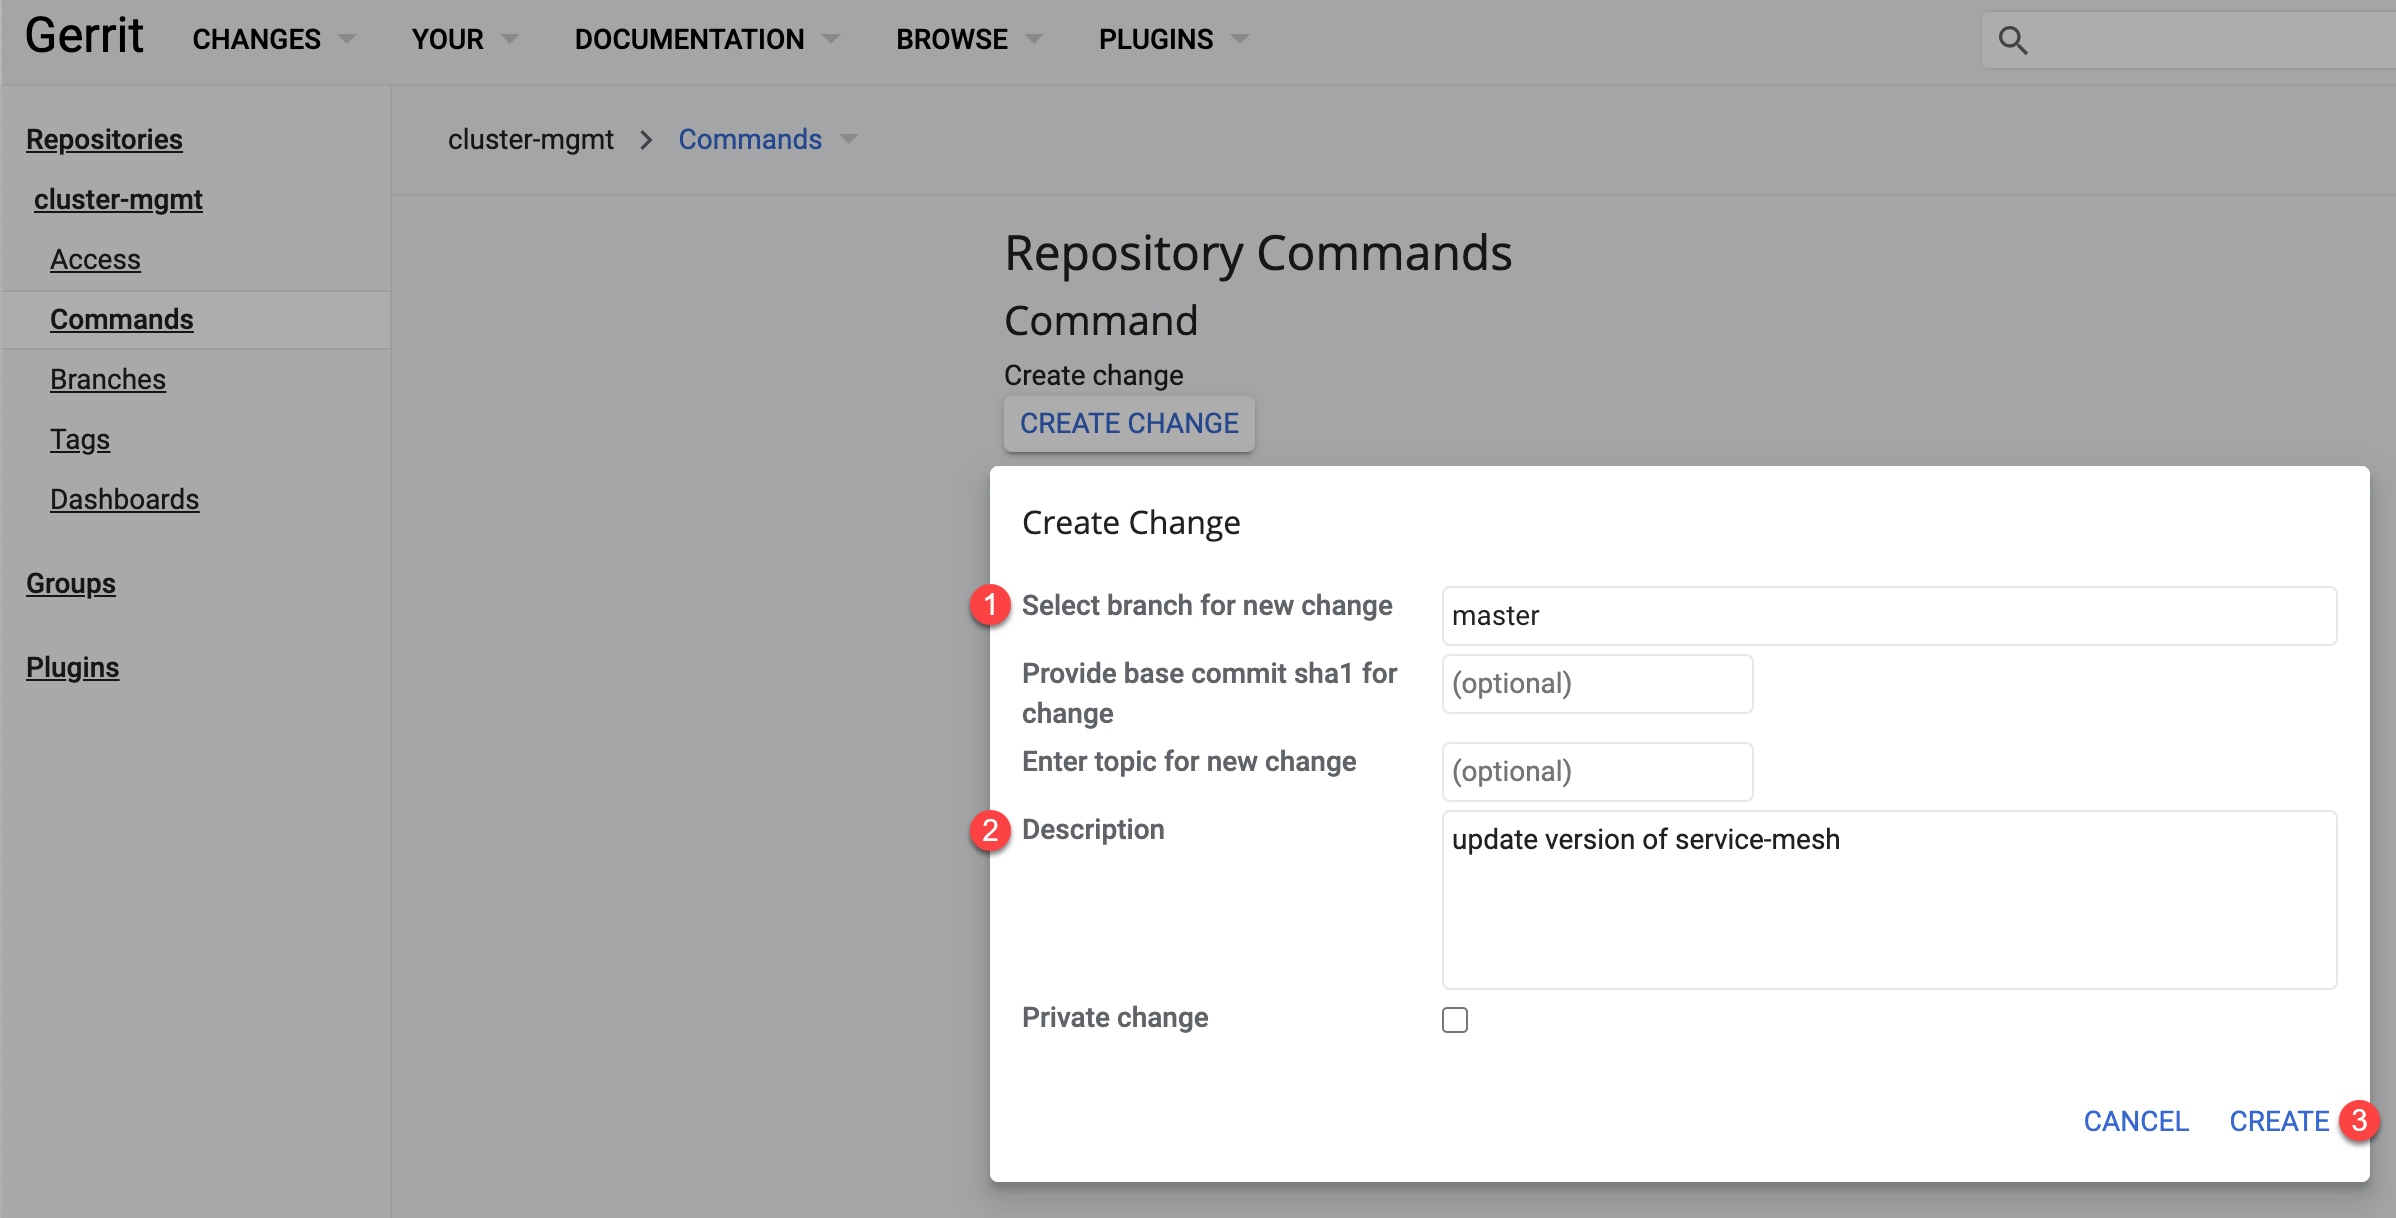 Gerrit CHANGES YOUR DOCUMENTATION BROWSE PLUGINS
Repositories
cluster-mgmt
Access
Commands
Branches
Tags
Dashboards
Groups
Plugins
cluster-mgmt > Commands
Repository Commands
Command
Create change
CREATE CHANGE
Create Change
1 Select branch for new change master
Provide base commit sha1 for
change
(optional)
Enter topic for new change (optional)
2 Description update version of service-mesh
Private change
CANCEL CREATE 3